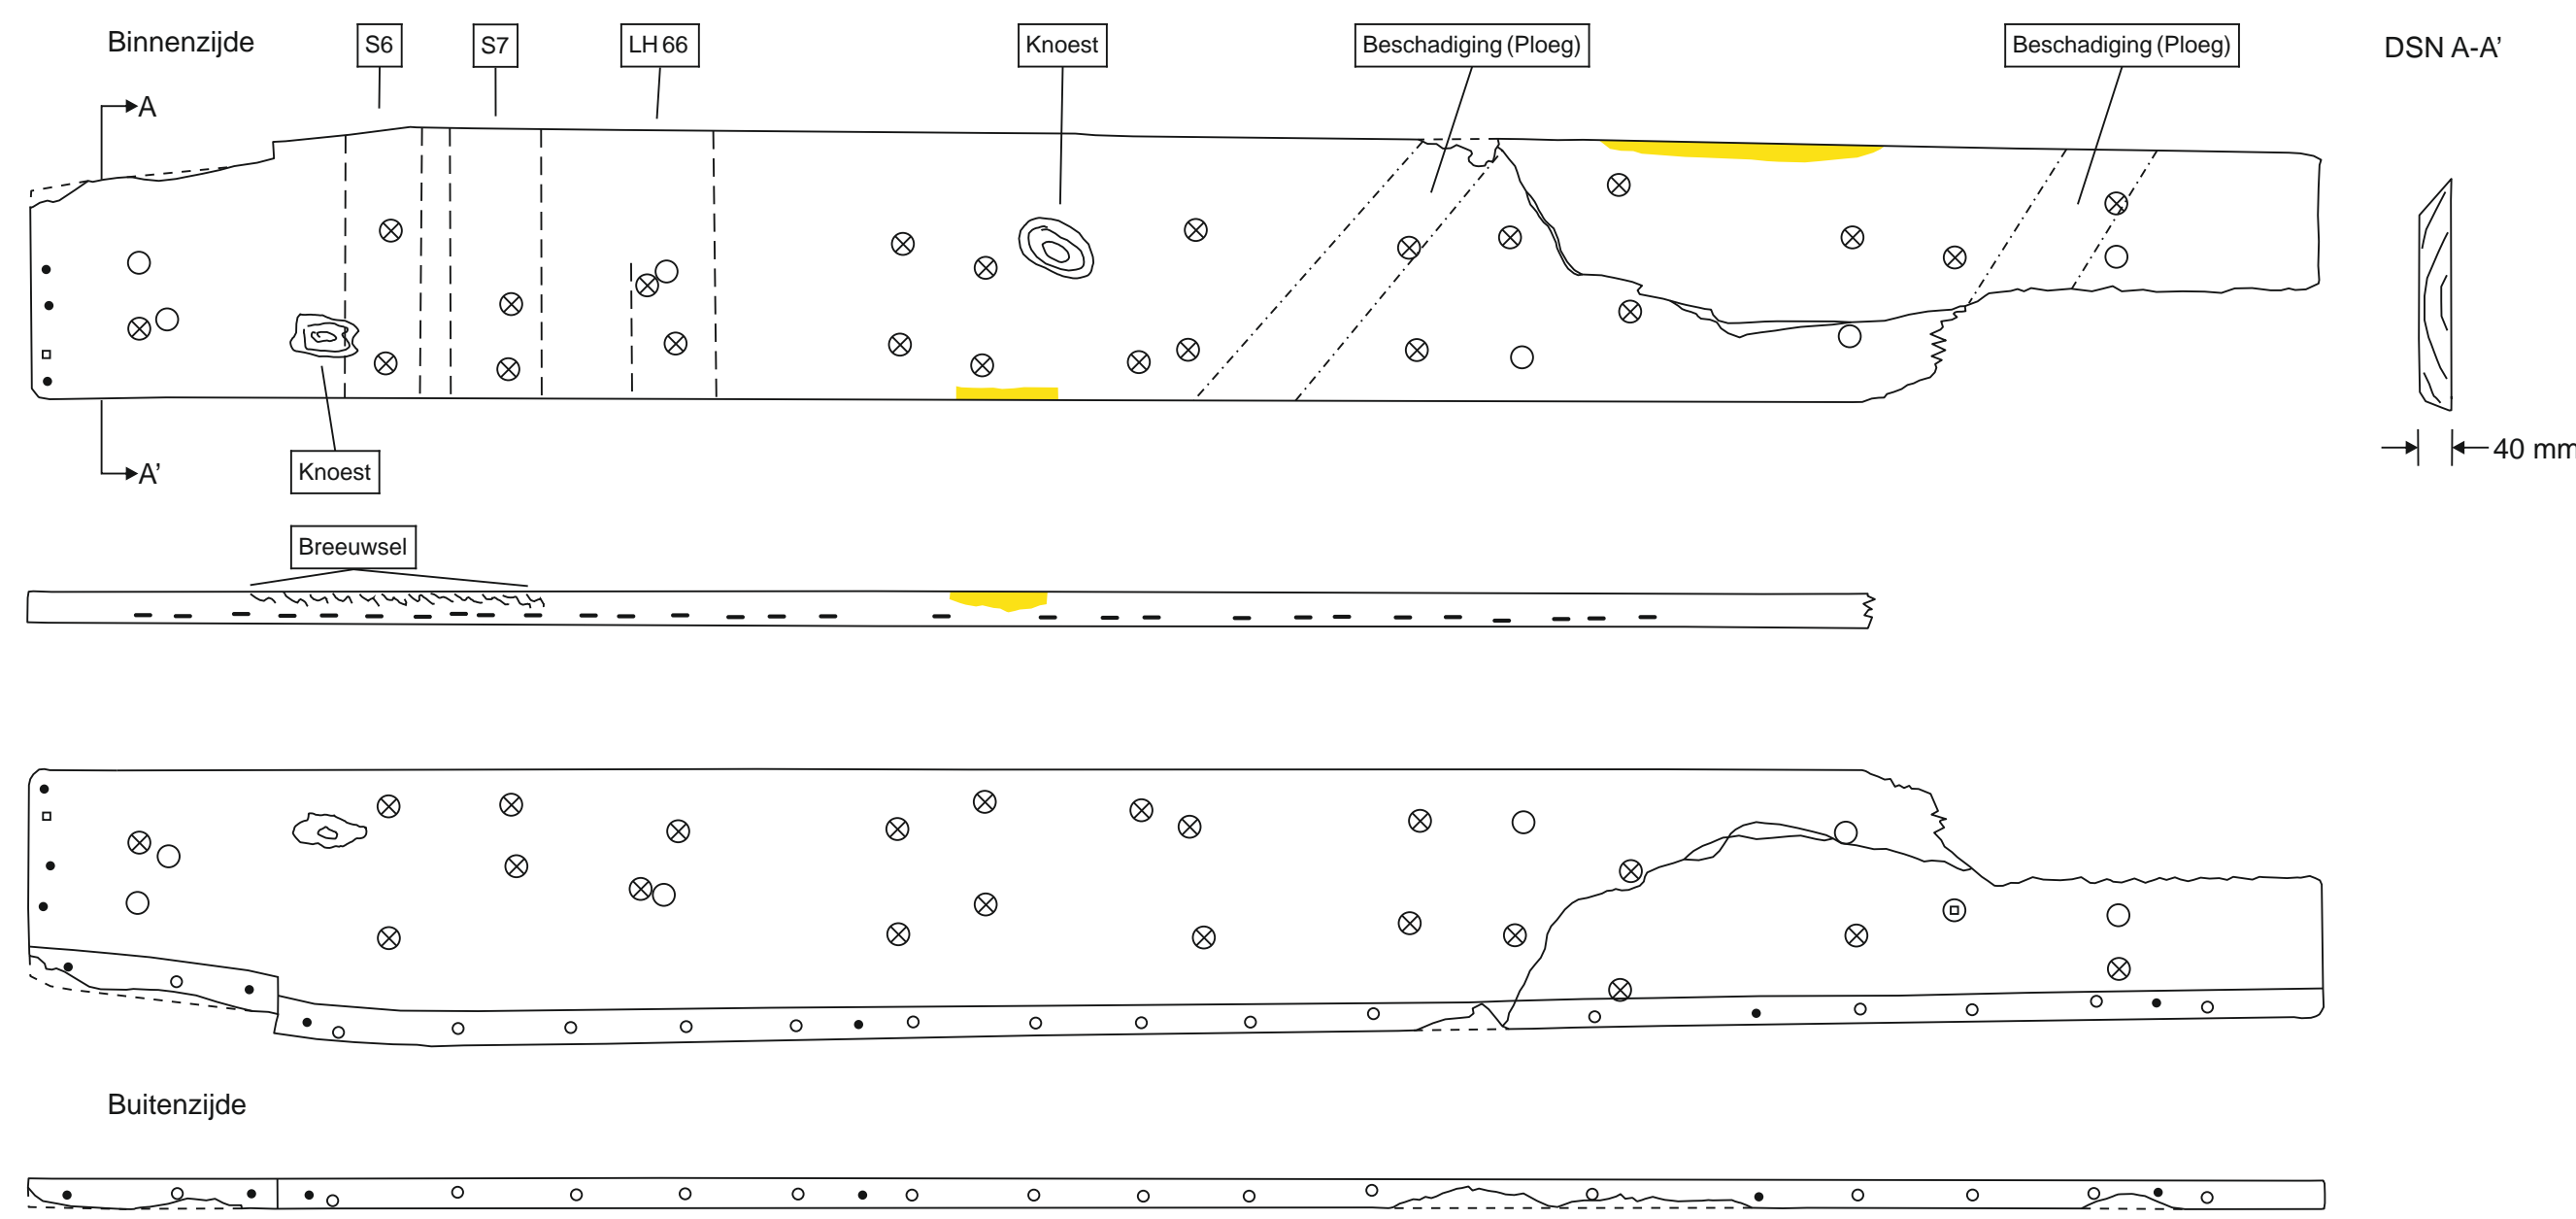 Binnenzijde
S6
S7
LH 66
Knoest
Beschadiging (Ploeg)
Beschadiging (Ploeg)
DSN A-A’
A
A’
40 mm
Knoest
Breeuwsel
Buitenzijde